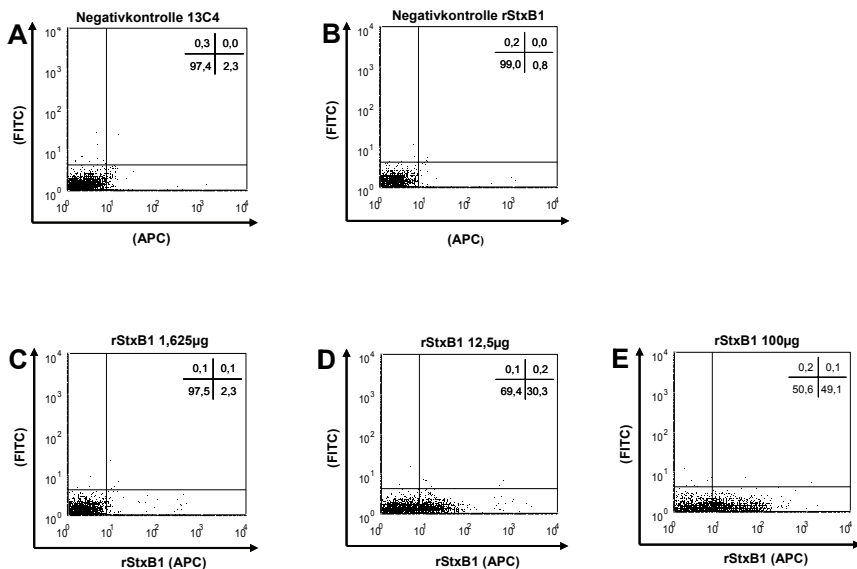 A
Negativkontrolle 13C4
10^4
10^3
10^2
10^1
10^0
(FITC)
0,3 0,0
97,4 2,3
10^0 10^1 10^2 10^3 10^4
(APC)
B
Negativkontrolle rStxB1
10^4
10^3
10^2
10^1
10^0
(FITC)
0,2 0,0
99,0 0,8
10^0 10^1 10^2 10^3 10^4
(APC)
C
rStxB1 1,625µg
10^4
10^3
10^2
10^1
10^0
(FITC)
0,1 0,1
97,5 2,3
10^0 10^1 10^2 10^3 10^4
rStxB1 (APC)
D
rStxB1 12,5µg
10^4
10^3
10^2
10^1
10^0
(FITC)
0,1 0,2
69,4 30,3
10^0 10^1 10^2 10^3 10^4
rStxB1 (APC)
E
rStxB1 100µg
10^4
10^3
10^2
10^1
10^0
(FITC)
0,2 0,1
50,6 49,1
10^0 10^1 10^2 10^3 10^4
rStxB1 (APC)